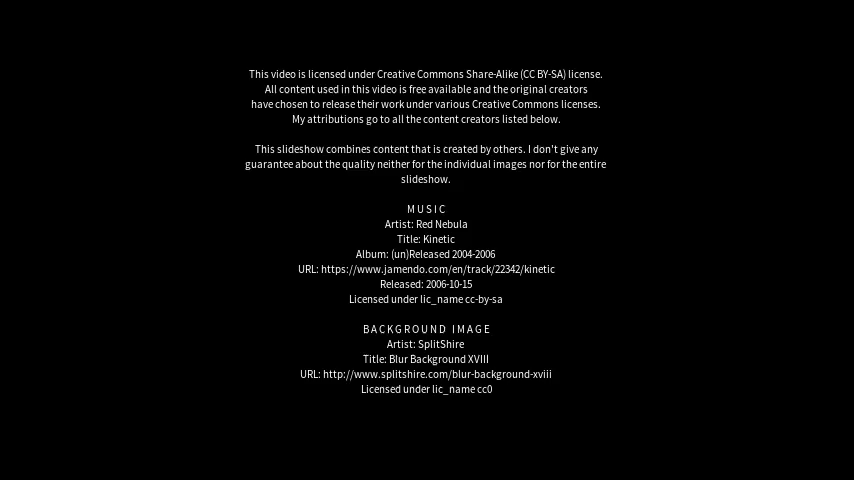 This video is licensed under Creative Commons Share-Alike (CC BY-SA) license.
All content used in this video is free available and the original creators
have chosen to release their work under various Creative Commons licenses.
My attributions go to all the content creators listed below.
This slideshow combines content that is created by others. I don't give any
guarantee about the quality neither for the individual images nor for the entire
slideshow.
MUSIC
Artist: Red Nebula
Title: Kinetic
Album: (un)Released 2004-2006
URL: https://www.jamendo.com/en/track/22342/kinetic
Released: 2006-10-15
Licensed under lic_name cc-by-sa
BACKGROUND IMAGE
Artist: SplitShire
Title: Blur Background XVIII
URL: http://www.splitshire.com/blur-background-xviii
Licensed under lic_name cc0